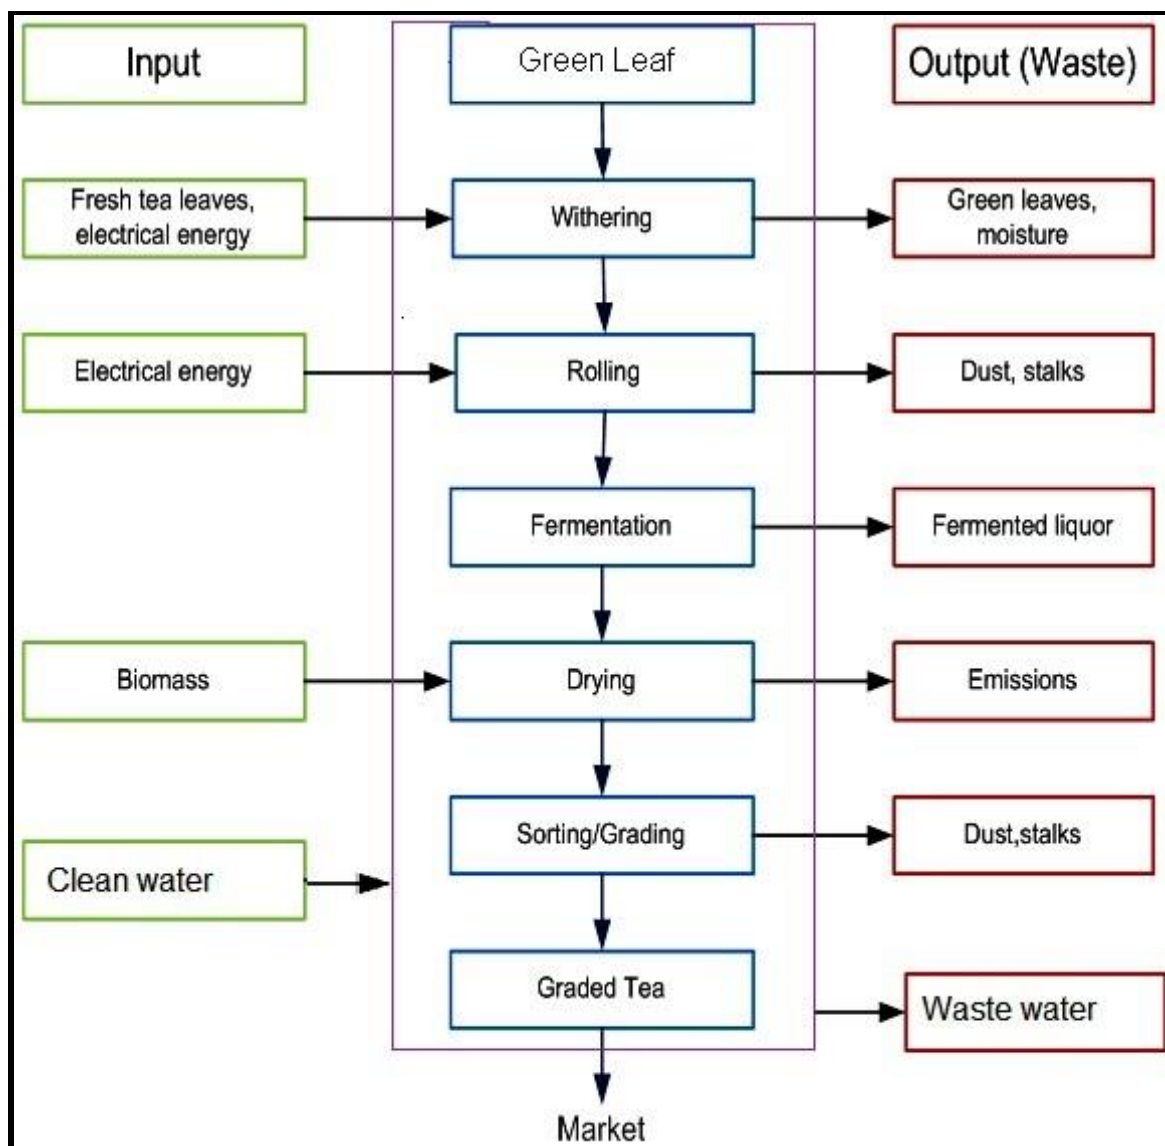 Input
Green Leaf
Output (Waste)
Fresh tea leaves,
electrical energy
Withering
Green leaves,
moisture
Electrical energy
Rolling
Dust, stalks
Fermentation
Fermented liquor
Biomass
Drying
Emissions
Sorting/Grading
Dust,stalks
Clean water
Graded Tea
Waste water
Market